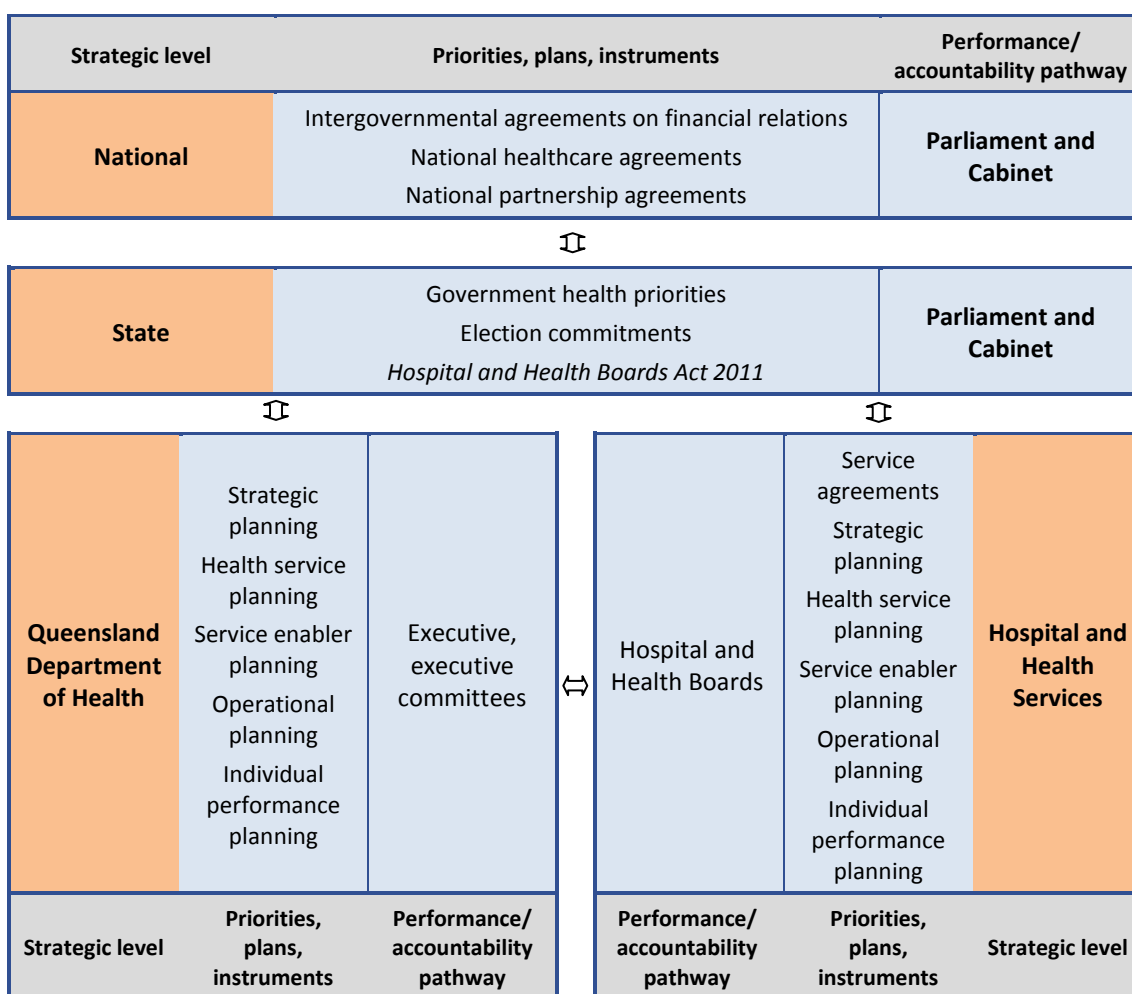 Strategic level
Priorities, plans, instruments
Performance/
accountability pathway
National
Intergovernmental agreements on financial relations
National healthcare agreements
National partnership agreements
Parliament and
Cabinet
State
Government health priorities
Election commitments
Hospital and Health Boards Act 2011
Parliament and
Cabinet
Queensland
Department
of Health
Strategic
planning
Health service
planning
Service enabler
planning
Operational
planning
Individual
performance
planning
Executive,
executive
committees
Hospital and
Health Boards
Service
agreements
Strategic
planning
Health service
planning
Service enabler
planning
Operational
planning
Individual
performance
planning
Hospital and
Health
Services
Strategic level
Priorities,
plans,
instruments
Performance/
accountability
pathway
Performance/
accountability
pathway
Priorities,
plans,
instruments
Strategic level